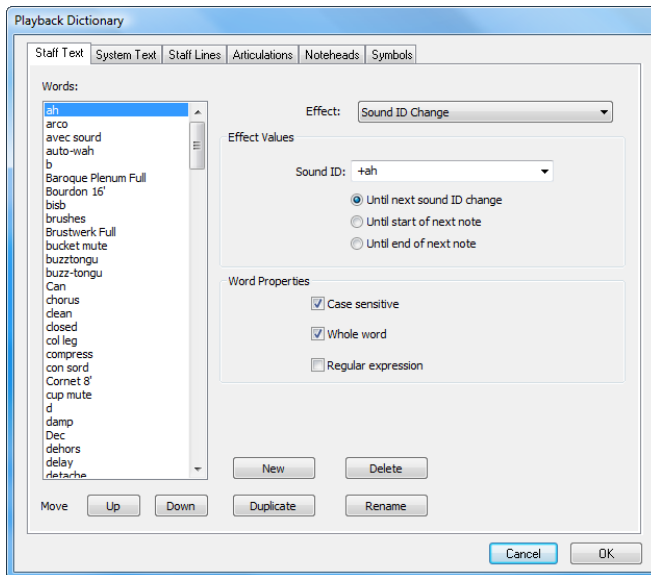 Playback Dictionary
Staff Text System Text Staff Lines Articulations Noteheads Symbols
Words:
ah
arco
avec sourd
auto-wah
b
Baroque Plenum Full
Bourdon 16'
bisb
brushes
Brustwerk Full
bucket mute
buzztongu
buzz-tongu
Can
chorus
clean
closed
col leg
compress
con sord
Cornet 8'
cup mute
d
damp
Dec
dehors
delay
detache
Effect: Sound ID Change
Effect Values
Sound ID: +ah
Until next sound ID change
Until start of next note
Until end of next note
Word Properties
Case sensitive
Whole word
Regular expression
New Delete
Move Up Down Duplicate Rename
Cancel OK